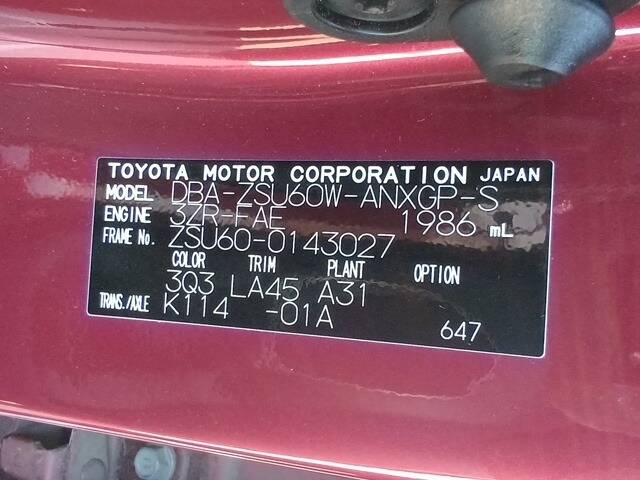 TOYOTA MOTOR CORPORATION JAPAN
MODEL DBA-ZSU60W-ANXGP-S
ENGINE 3ZR-FAE 1986 mL
FRAME No. ZSU60-0143027
COLOR TRIM PLANT OPTION
3Q3 LA45 A31
TRANS./AXLE K114 -01A
647